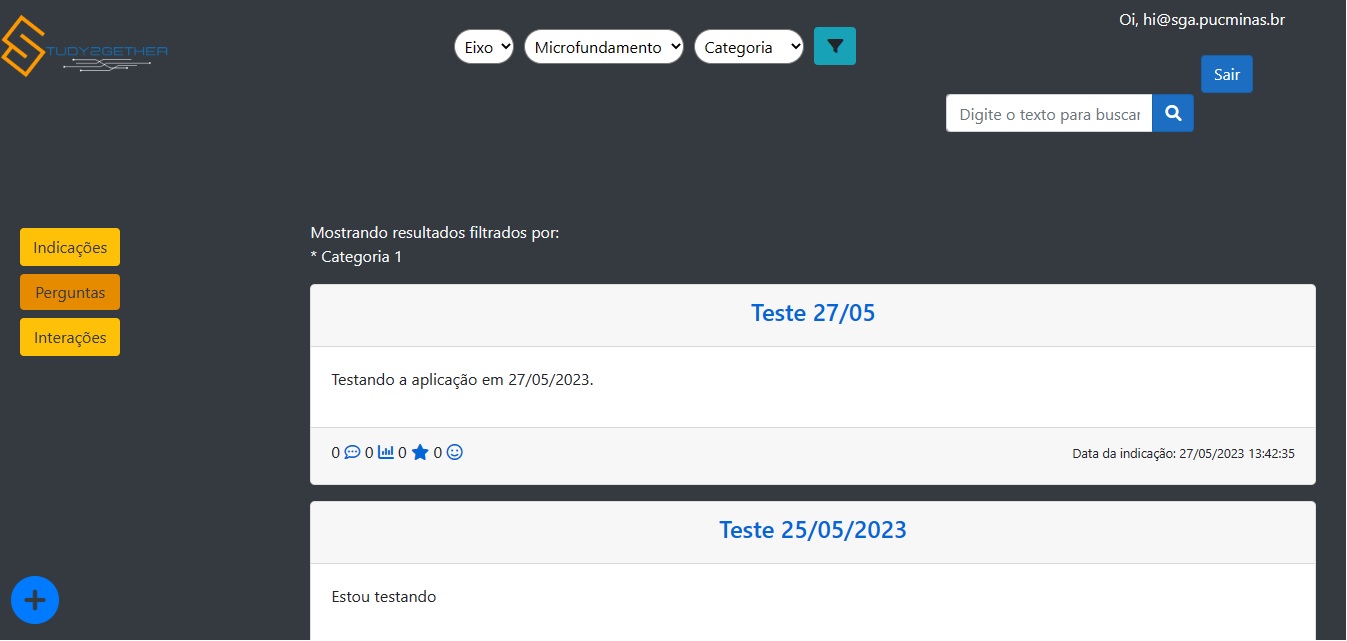 TUDY2GETHER
Eixo
Microfundamento
Categoria
Oi, hi@sga.pucminas.br
Sair
Digite o texto para buscar
Indicações
Perguntas
Interações
Mostrando resultados filtrados por:
* Categoria 1
Teste 27/05
Testando a aplicação em 27/05/2023.
0 0 0 0
Data da indicação: 27/05/2023 13:42:35
Teste 25/05/2023
Estou testando